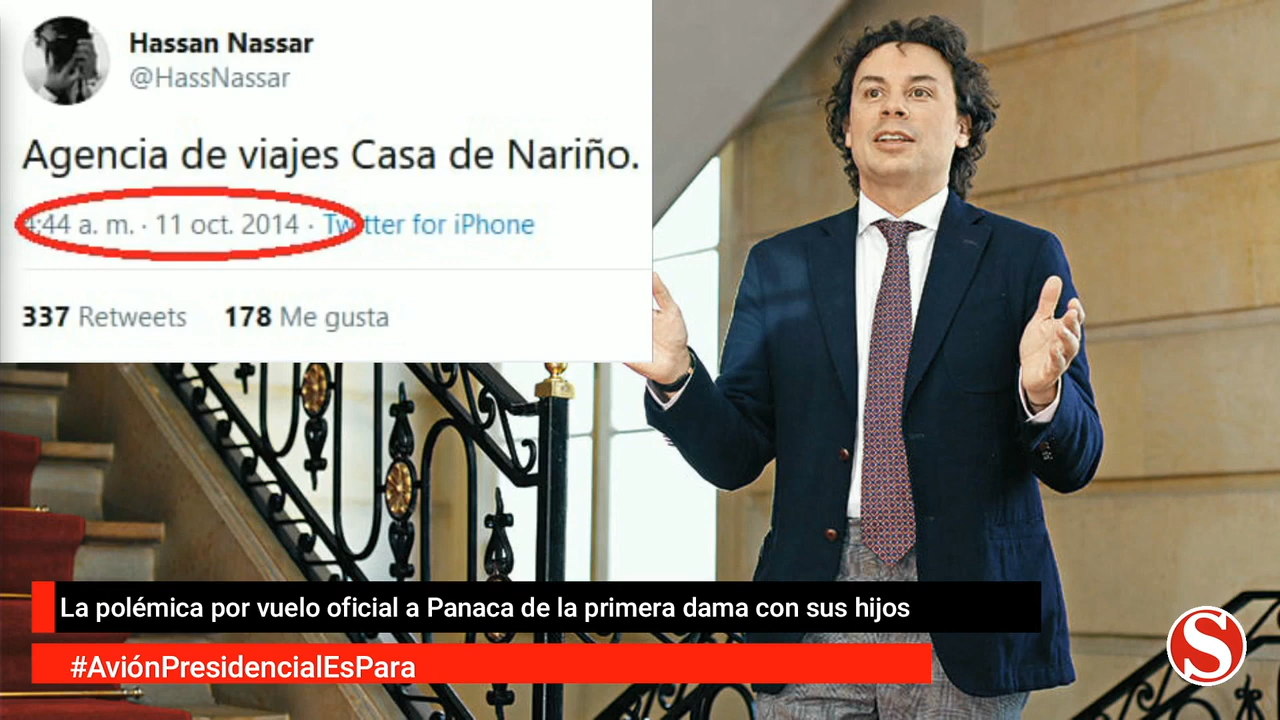 Hassan Nassar
@HassNassar
Agencia de viajes Casa de Nariño.
4:44 a. m. · 11 oct. 2014 · Twitter for iPhone
337 Retweets 178 Me gusta
La polémica por vuelo oficial a Panaca de la primera dama con sus hijos
#AviónPresidencialEsPara
S